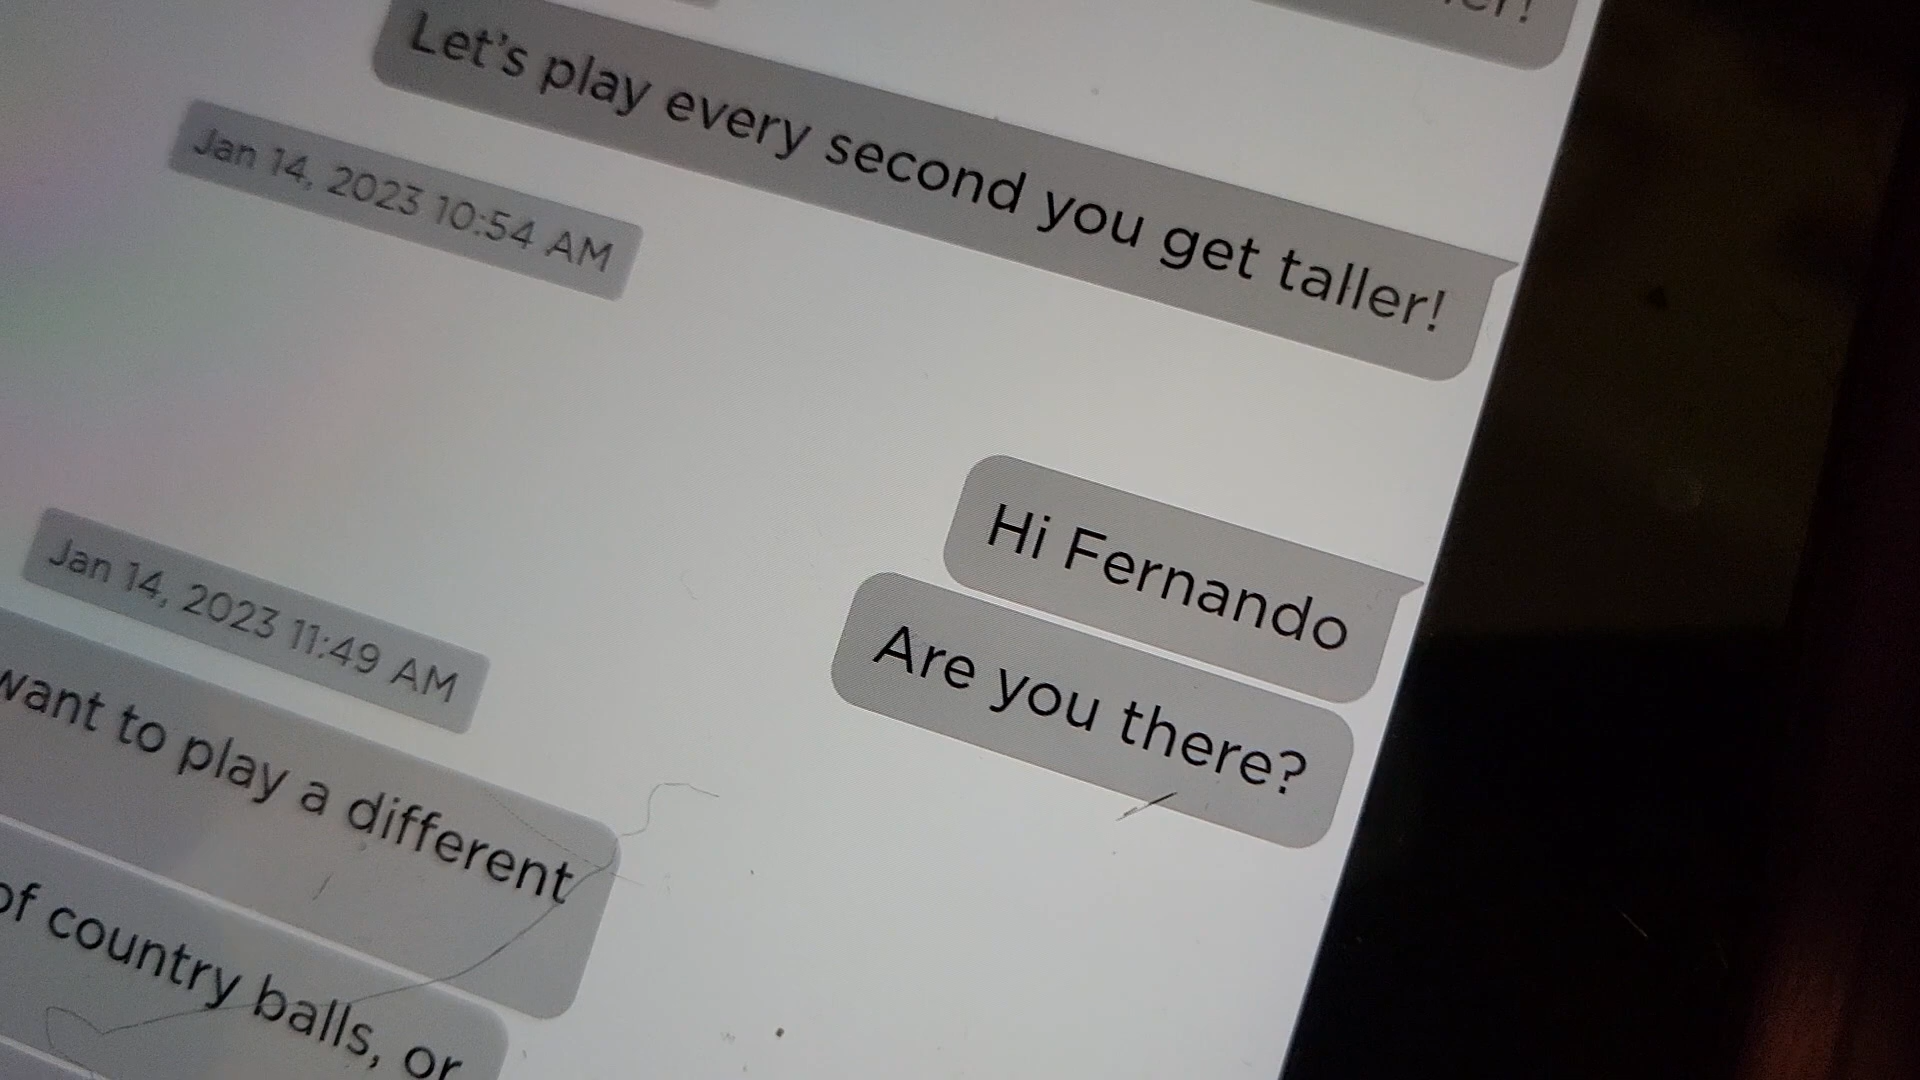 Let's play every second you get taller!
Jan 14, 2023 10:54 AM
Hi Fernando
Are you there?
Jan 14, 2023 11:49 AM
want to play a different
of country balls, or